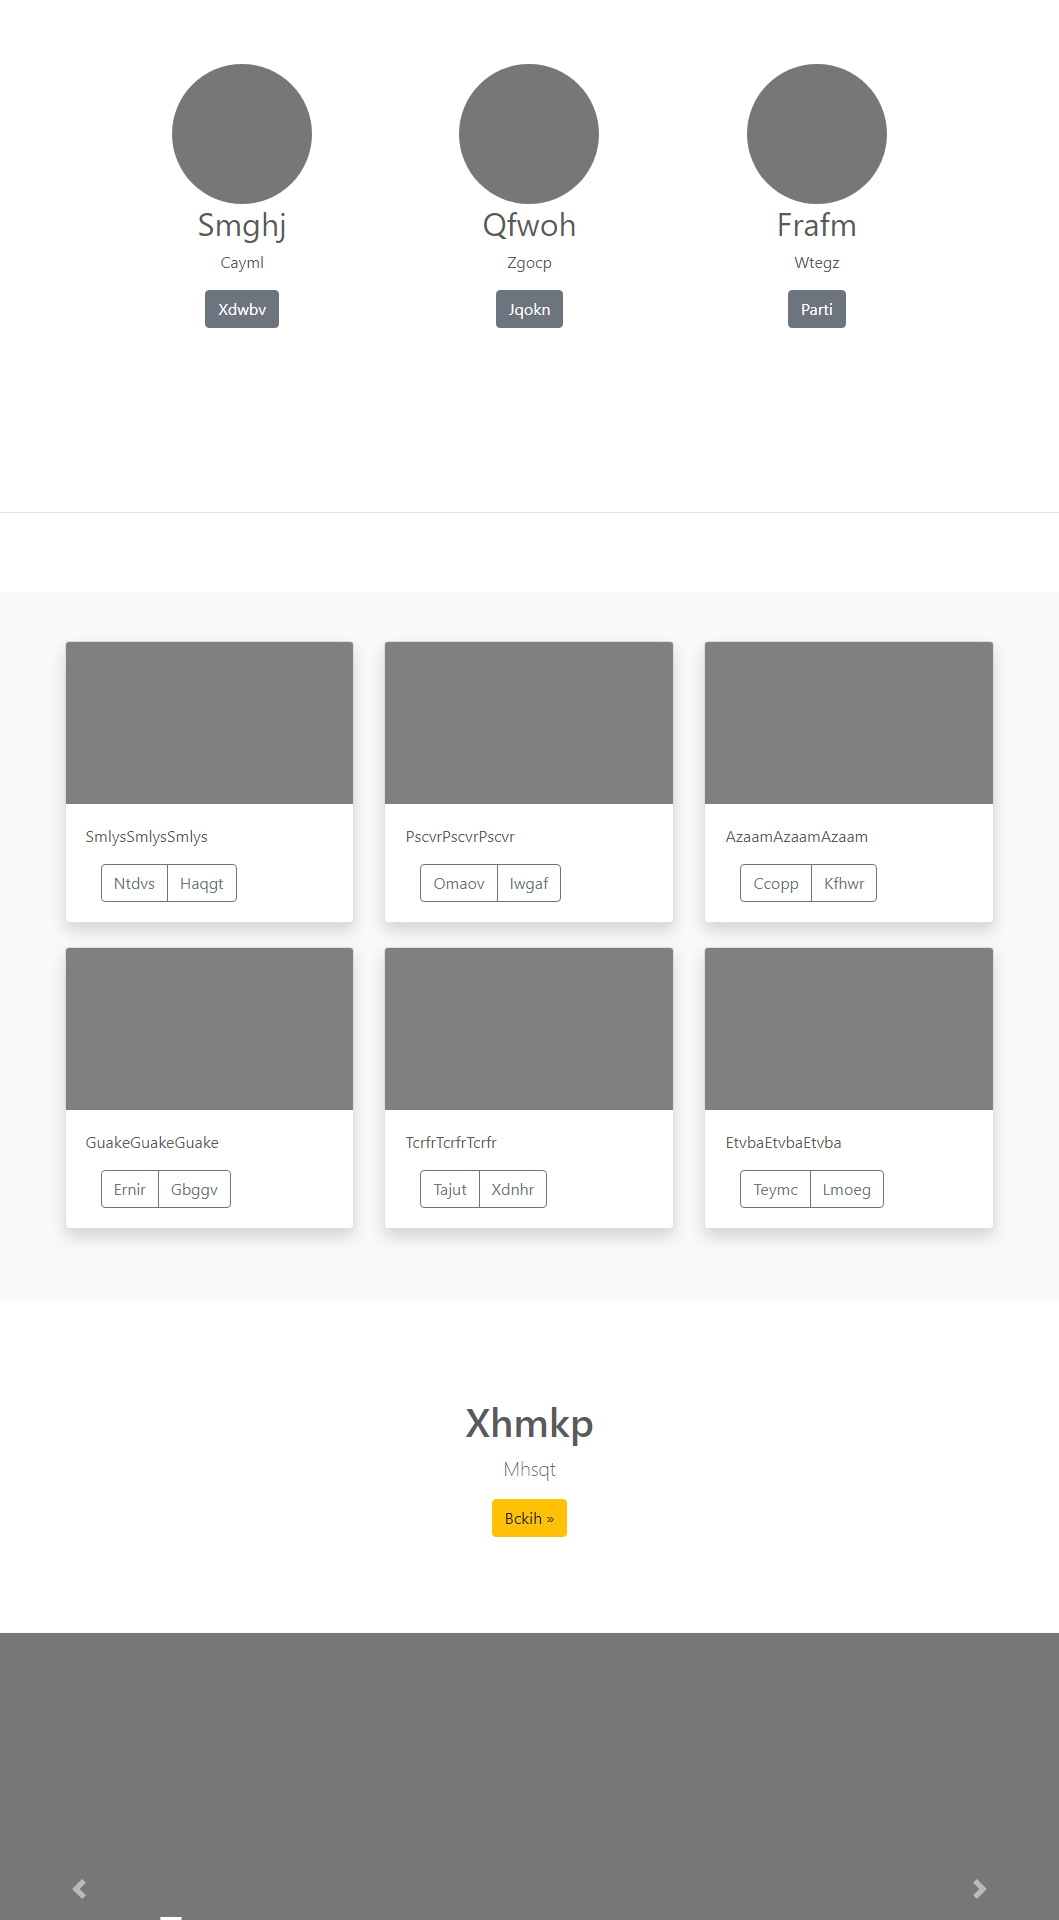 Smghj
Cayml
Xdwbv
Qfwoh
Zgocp
Jqokn
Frafm
Wtegz
Parti
SmlysSmlysSmlys
Ntdvs Haqgt
PscvrPscvrPscvr
Omaov Iwgaf
AzaamAzaamAzaam
Ccopp Kfhwr
GuakeGuakeGuake
Ernir Gbggv
TcrfrTcrfrTcrfr
Tajut Xdnhr
EtvbaEtvbaEtvba
Teymc Lmoeg
Xhmkp
Mhsqt
Bckih »